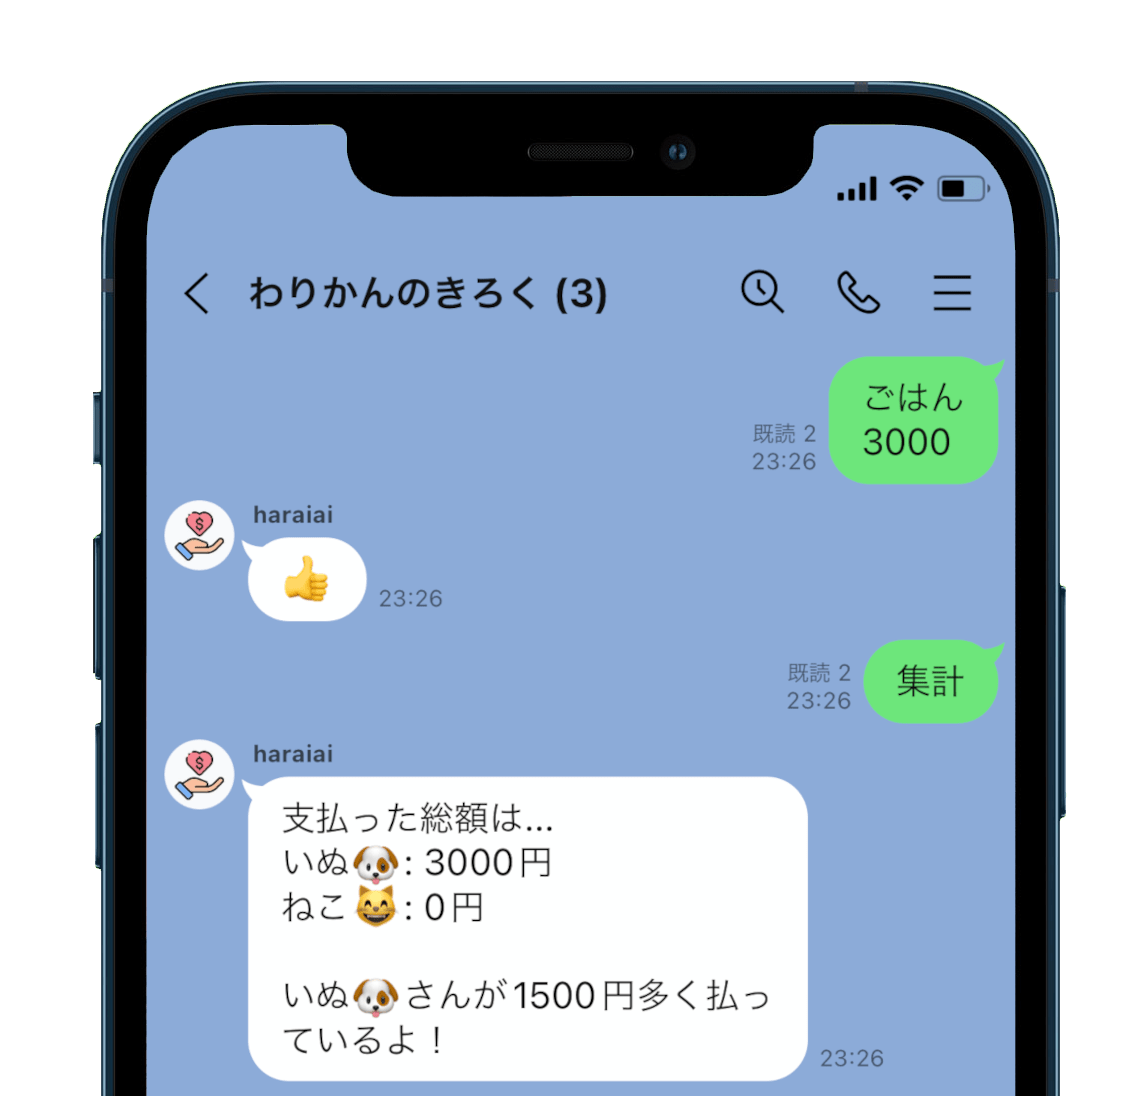 わりかんのきろく (3)
ごはん
3000
既読 2
23:26
haraiai
👍
23:26
集計
既読 2
23:26
haraiai
支払った総額は...
いぬ🐶: 3000円
ねこ😺: 0円
いぬ🐶さんが1500円多く払っ
ているよ！
23:26